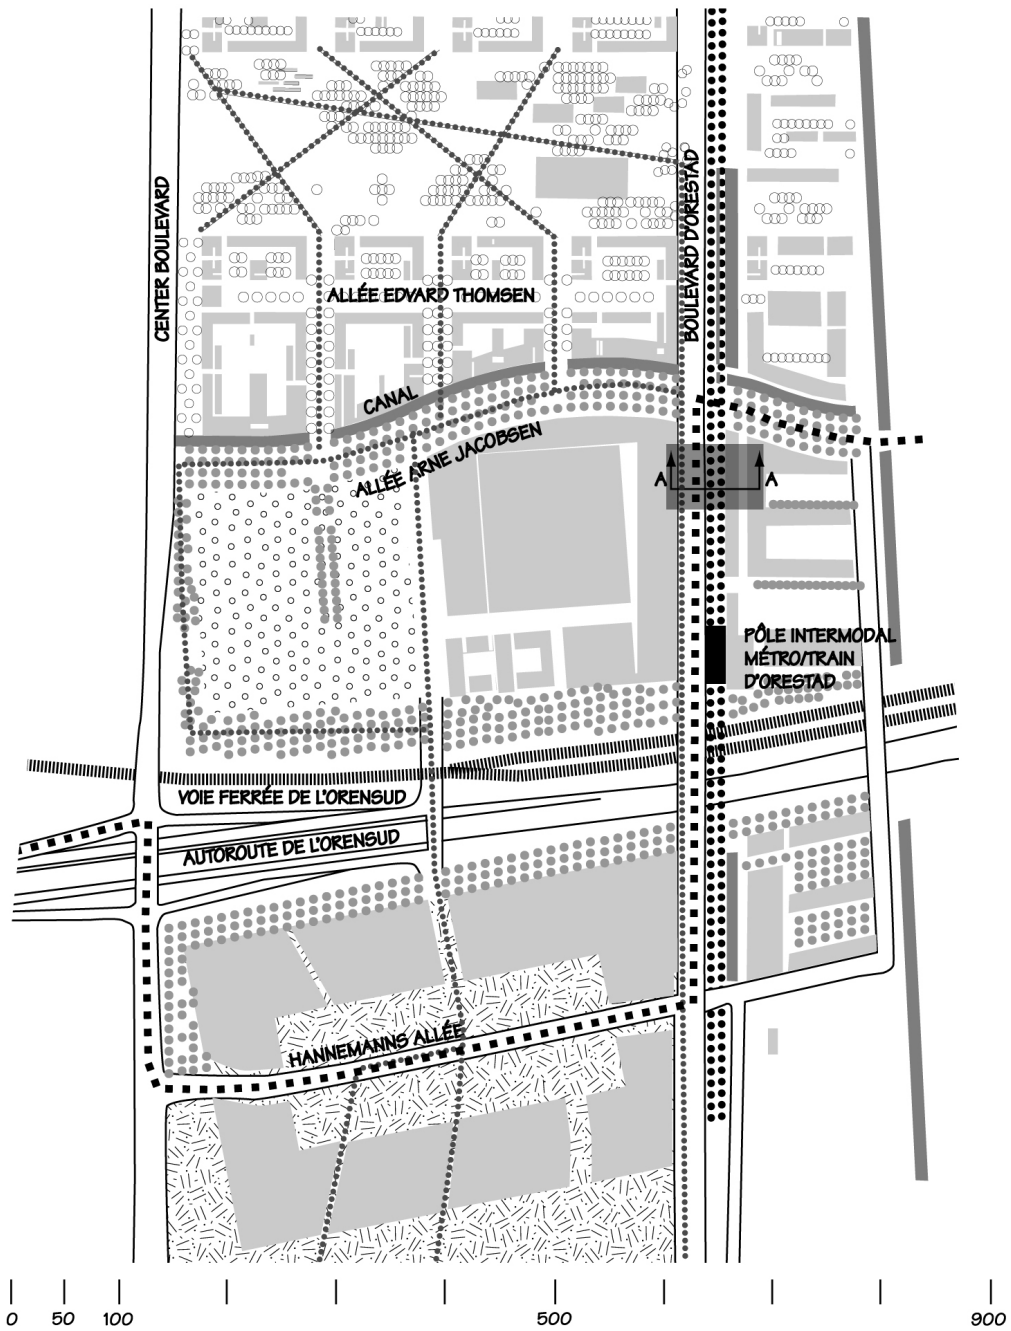 CENTER BOULEVARD
BOULEVARD D'ORESTAD
ALLÉE EDVARD THOMSEN
CANAL
ALLÉE ARNE JACOBSEN
A A
PÔLE INTERMODAL
MÉTRO/TRAIN
D'ORESTAD
VOIE FERRÉE DE L'ORENSUD
AUTOROUTE DE L'ORENSUD
HANNEMANNS ALLÉE
0 50 100 500 900